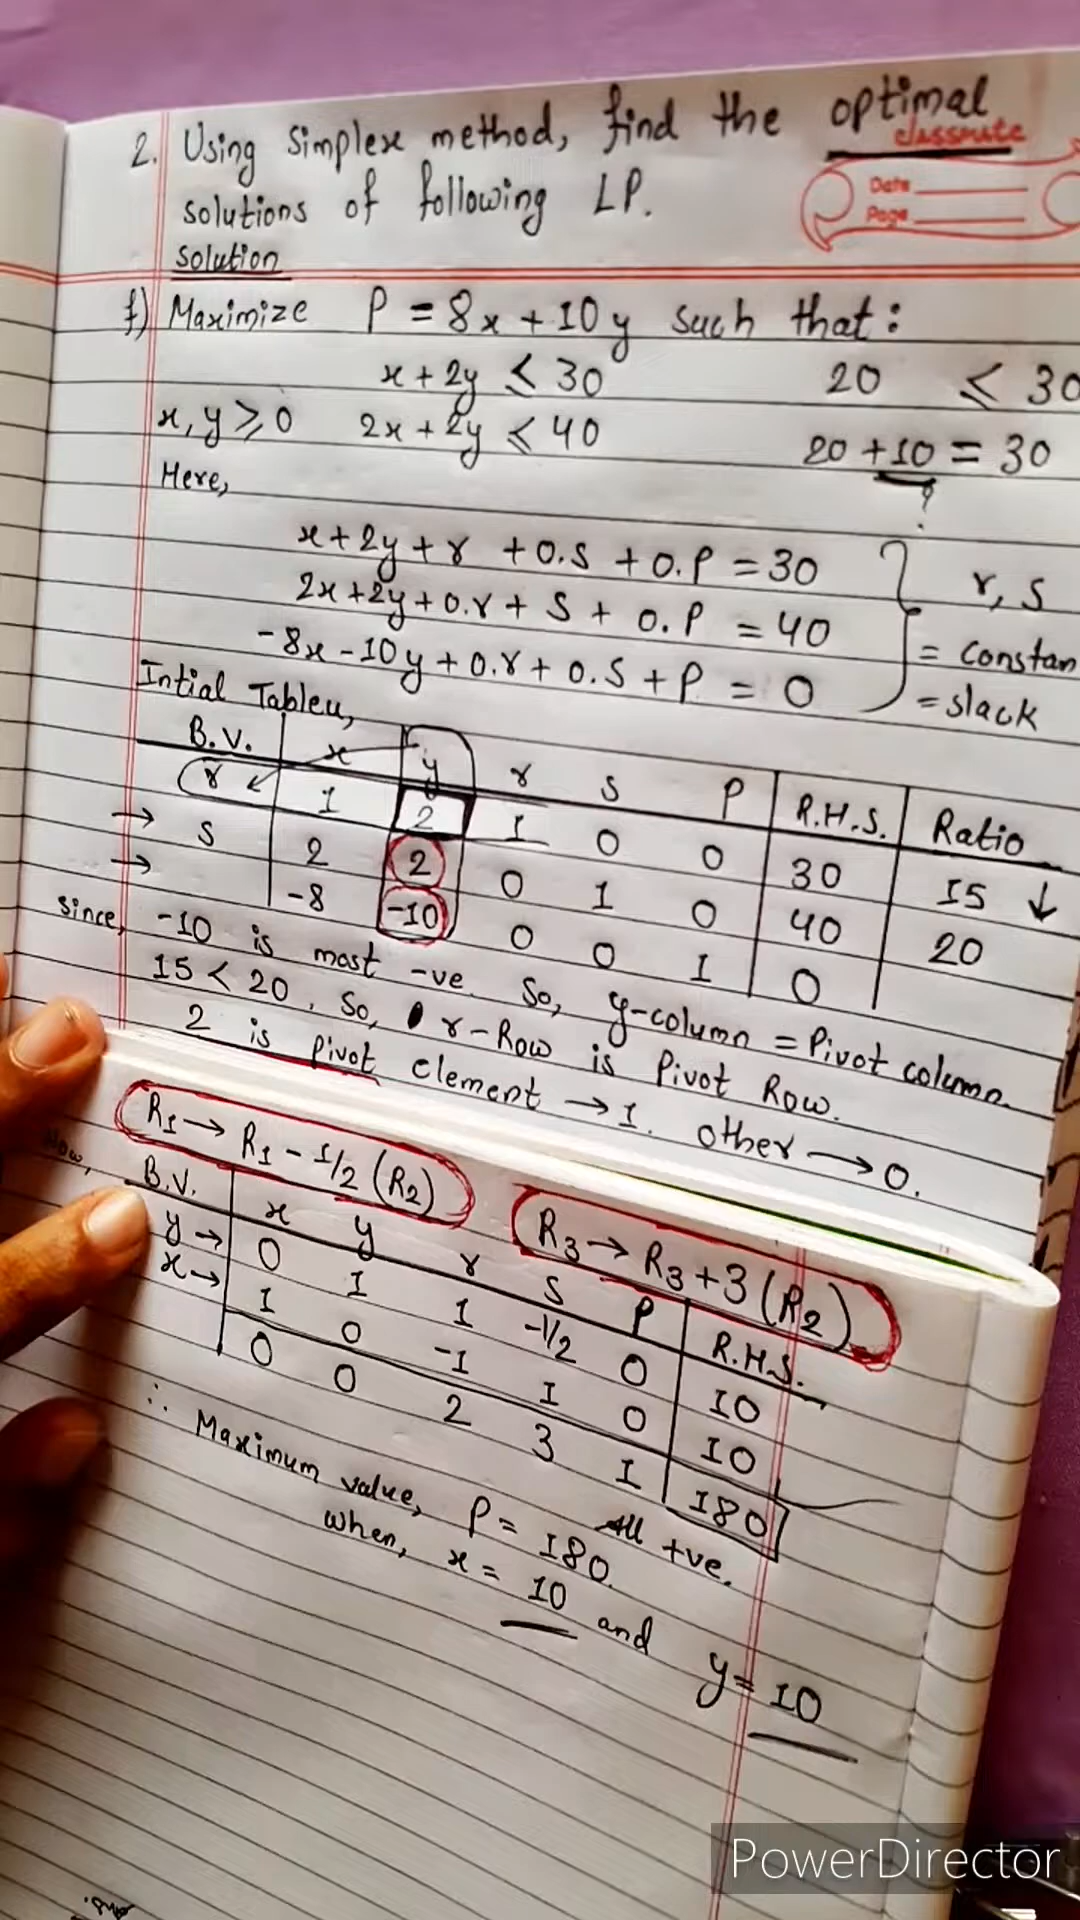 2. Using Simplex method, find the optimal
classmate
solutions of following LP.
Date
Page
Solution
f) Maximize P = 8x + 10y such that:
x + 2y ≤ 30 20 ≤ 30
x, y ≥ 0 2x + 2y ≤ 40 20 + 10 = 30
Here, ?
x + 2y + r + 0.s + 0.P = 30
2x + 2y + 0.r + s + 0.P = 40 r, s
-8x - 10y + 0.r + 0.s + P = 0 = constan
= slack
Intial Tableu,
B.V. x y r s P R.H.S. Ratio
r 1 2 1 0 0 30 15 ↓
→ s 2 2 0 1 0 40 20
→ -8 -10 0 0 1 0
Since, -10 is most -ve. So, y-column = Pivot column.
15 < 20, So, r-Row is Pivot Row.
2 is Pivot element → 1. other → 0.
R1 → R1 - 1/2 (R2) R3 → R3 + 3 (R2)
Now,
B.V. x y r s P R.H.S.
y → 0 1 1 -1/2 0 10
x → 1 0 -1 1 0 10
0 0 2 3 1 180
All +ve.
∴ Maximum value, P = 180.
when, x = 10 and y = 10
PowerDirector